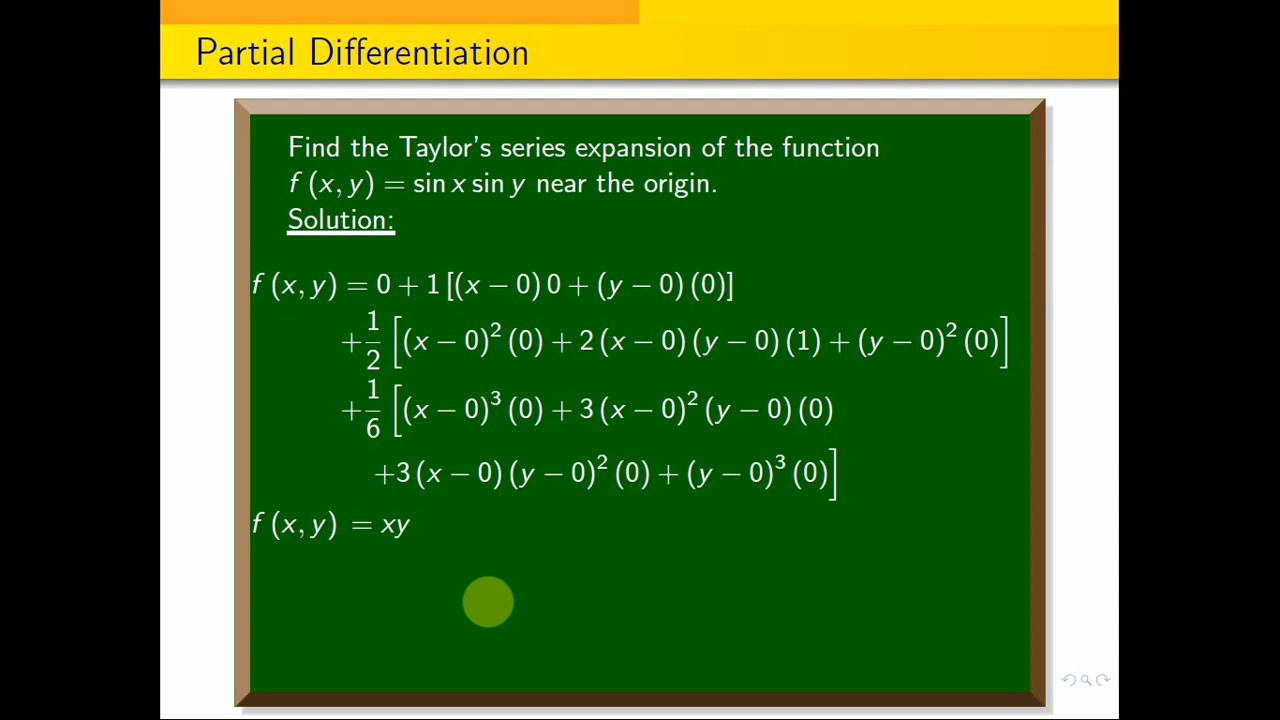 Partial Differentiation
Find the Taylor's series expansion of the function
f (x, y) = sin x sin y near the origin.
Solution:
f (x, y) = 0 + 1 [(x − 0) 0 + (y − 0) (0)]
+ 1/2 [(x − 0)² (0) + 2 (x − 0) (y − 0) (1) + (y − 0)² (0)]
+ 1/6 [(x − 0)³ (0) + 3 (x − 0)² (y − 0) (0)
+3 (x − 0) (y − 0)² (0) + (y − 0)³ (0)]
f (x, y) = xy